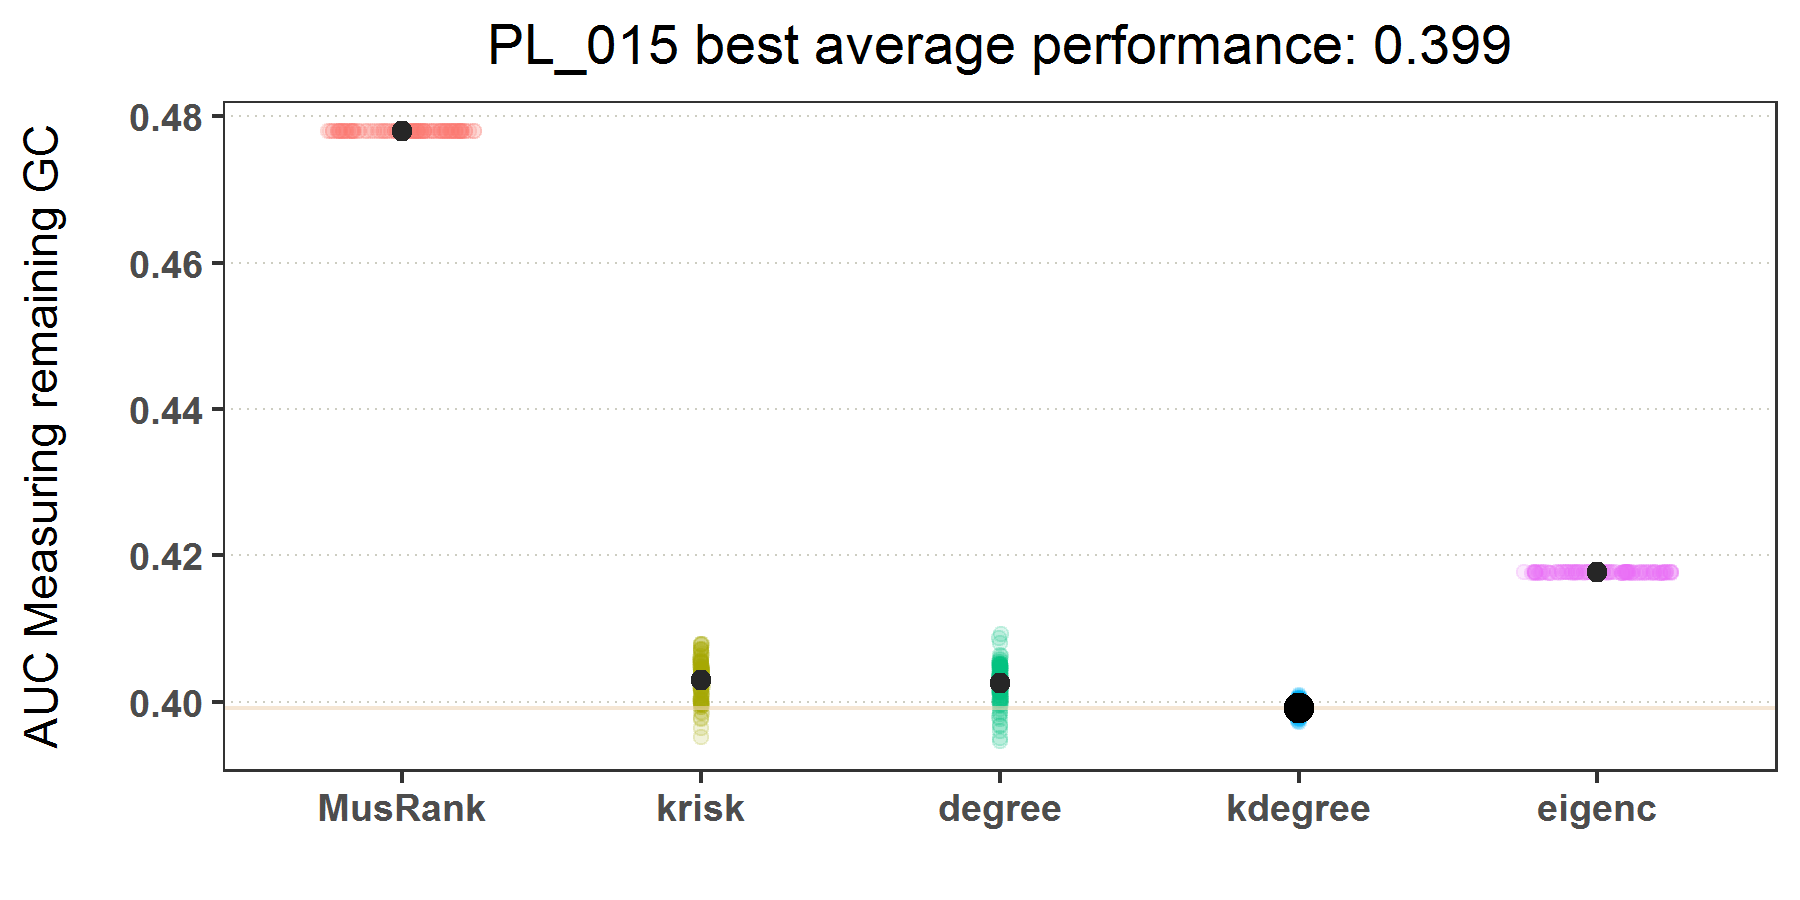 PL_015 best average performance: 0.399
AUC Measuring remaining GC
0.48
0.46
0.44
0.42
0.40
MusRank krisk degree kdegree eigenc